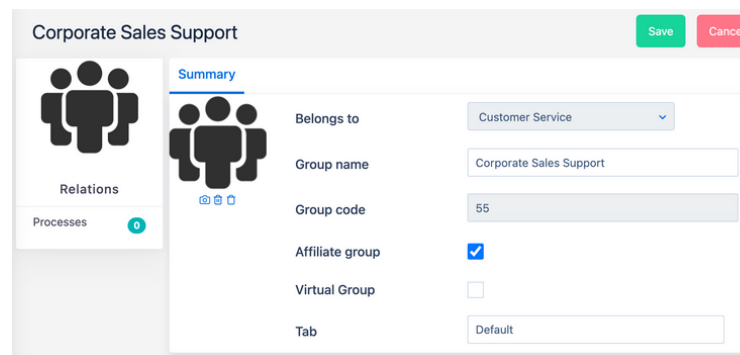 Corporate Sales Support
Save
Cance
Summary
Relations
Processes 0
Belongs to Customer Service
Group name Corporate Sales Support
Group code 55
Affiliate group
Virtual Group
Tab Default